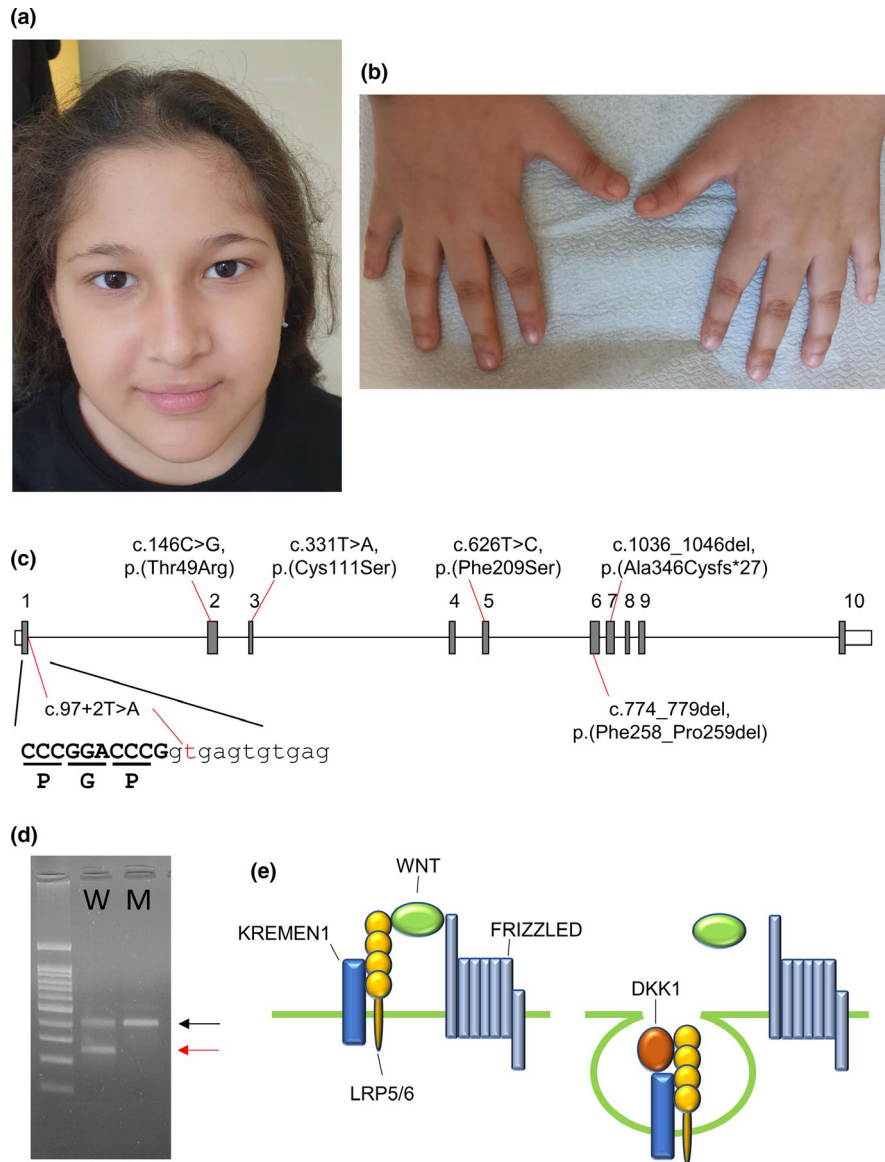 (a)
(b)
(c)
c.146C>G,
p.(Thr49Arg)
c.331T>A,
p.(Cys111Ser)
c.626T>C,
p.(Phe209Ser)
c.1036_1046del,
p.(Ala346Cysfs*27)
1 2 3 4 5 6 7 8 9 10
c.97+2T>A
c.774_779del,
p.(Phe258_Pro259del)
CCCGGACCCGgtgagtgtgag
P G P
(d)
W M
(e)
WNT
KREMEN1
FRIZZLED
LRP5/6
DKK1